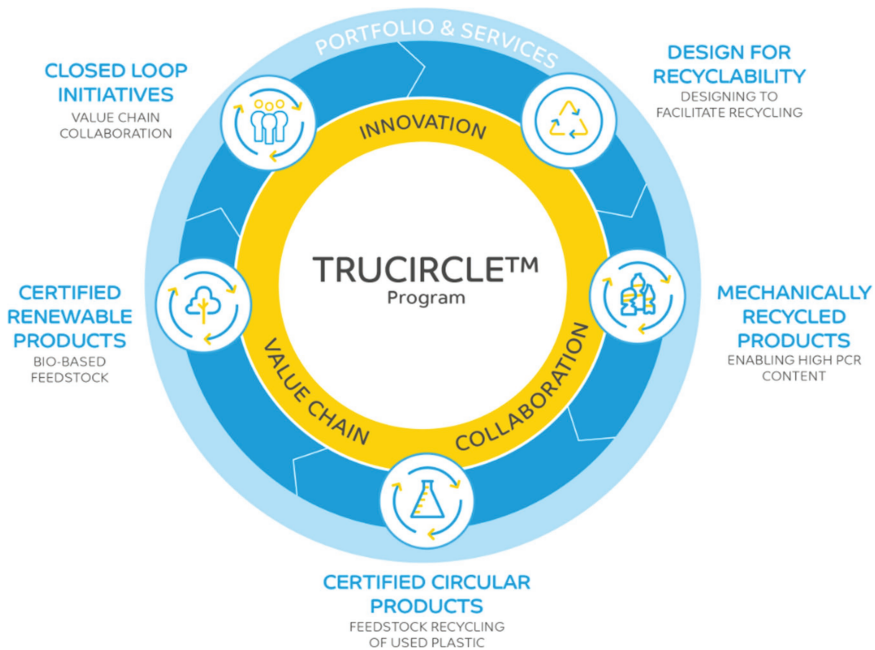 PORTFOLIO & SERVICES
CLOSED LOOP
INITIATIVES
VALUE CHAIN
COLLABORATION
DESIGN FOR
RECYCLABILITY
DESIGNING TO
FACILITATE RECYCLING
INNOVATION
TRUCIRCLE™
Program
CERTIFIED
RENEWABLE
PRODUCTS
BIO-BASED
FEEDSTOCK
MECHANICALLY
RECYCLED
PRODUCTS
ENABLING HIGH PCR
CONTENT
VALUE CHAIN
COLLABORATION
CERTIFIED CIRCULAR
PRODUCTS
FEEDSTOCK RECYCLING
OF USED PLASTIC